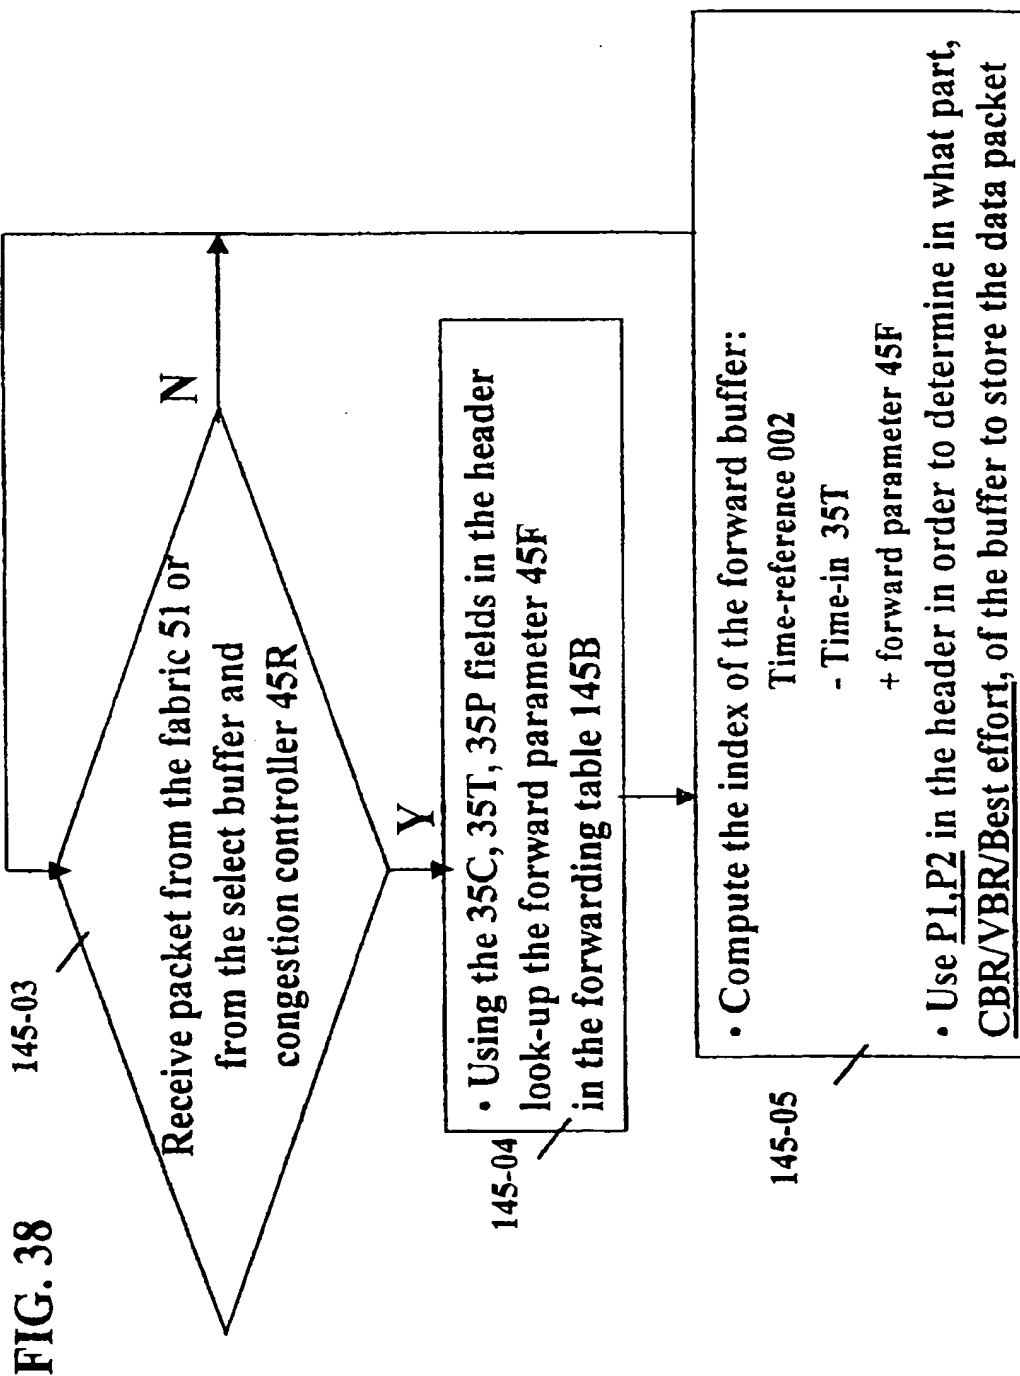 FIG. 38
145-03
Receive packet from the fabric 51 or
from the select buffer and
congestion controller 45R
N
Y
145-04
• Using the 35C, 35T, 35P fields in the header
look-up the forward parameter 45F
in the forwarding table 145B
145-05
• Compute the index of the forward buffer:
Time-reference 002
- Time-in 35T
+ forward parameter 45F
• Use P1,P2 in the header in order to determine in what part,
CBR/VBR/Best effort, of the buffer to store the data packet